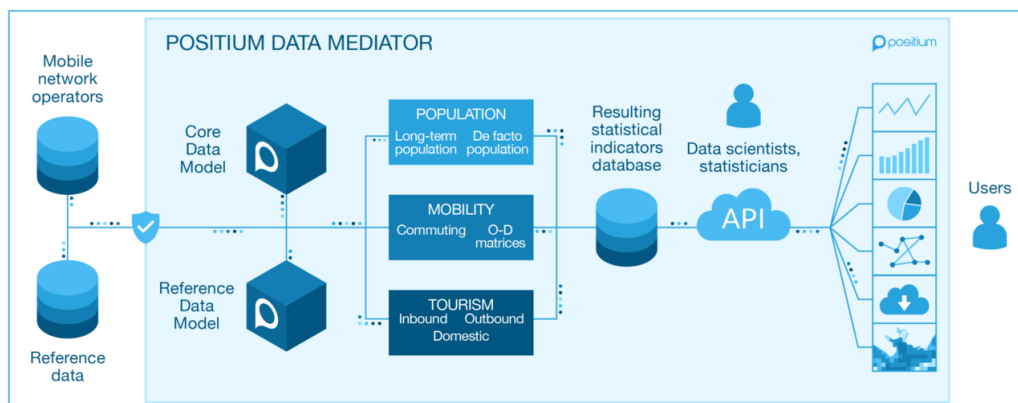 POSITIUM DATA MEDIATOR
positium
Mobile
network
operators
Reference
data
Core
Data
Model
Reference
Data
Model
POPULATION
Long-term De facto
population population
MOBILITY
Commuting O-D
matrices
TOURISM
Inbound Outbound
Domestic
Resulting
statistical
indicators
database
Data scientists,
statisticians
API
Users